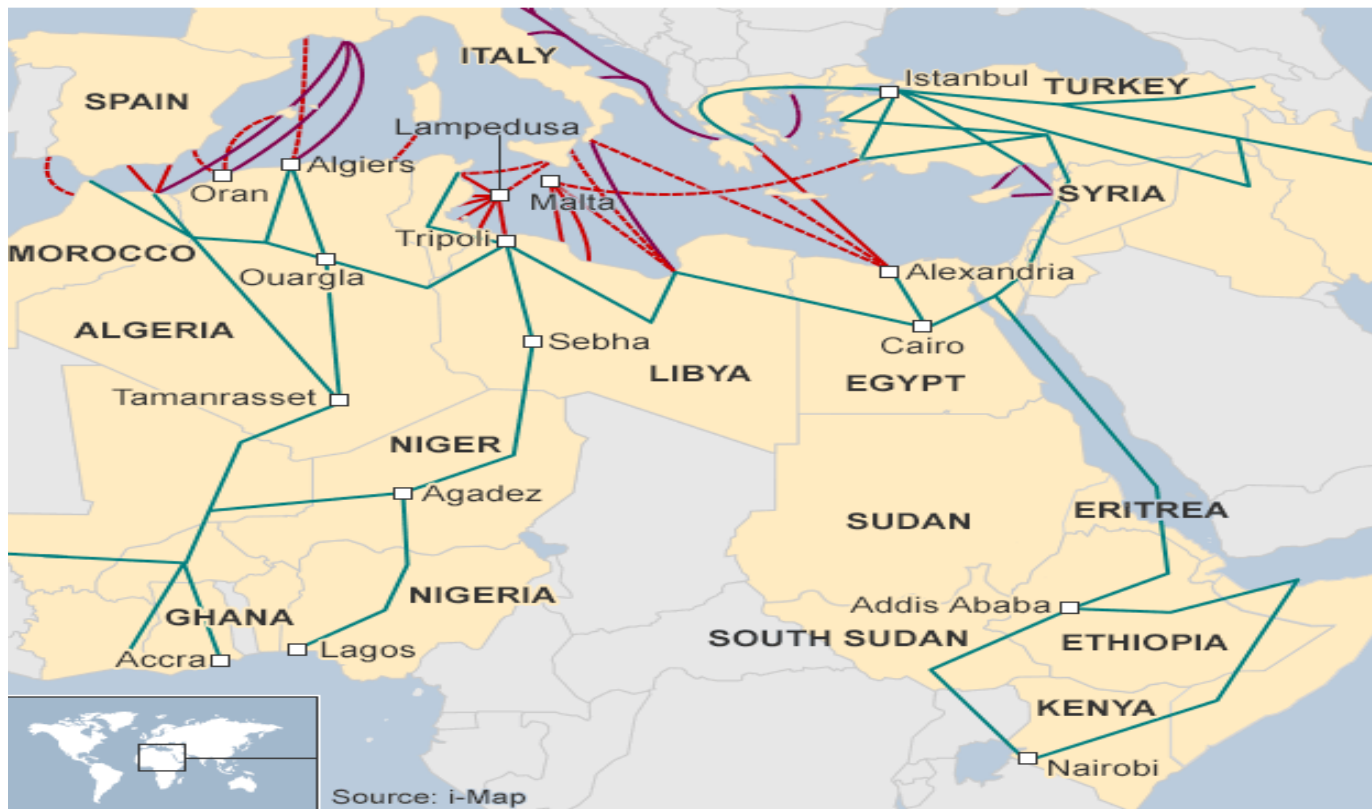 ITALY
Istanbul
TURKEY
SPAIN
Lampedusa
Algiers
Oran
Malta
SYRIA
MOROCCO
Tripoli
Ouargla
Alexandria
ALGERIA
Sebha
Cairo
LIBYA
EGYPT
Tamanrasset
NIGER
Agadez
ERITREA
SUDAN
NIGERIA
Addis Ababa
GHANA
SOUTH SUDAN
ETHIOPIA
Accra
Lagos
KENYA
Nairobi
Source: i-Map